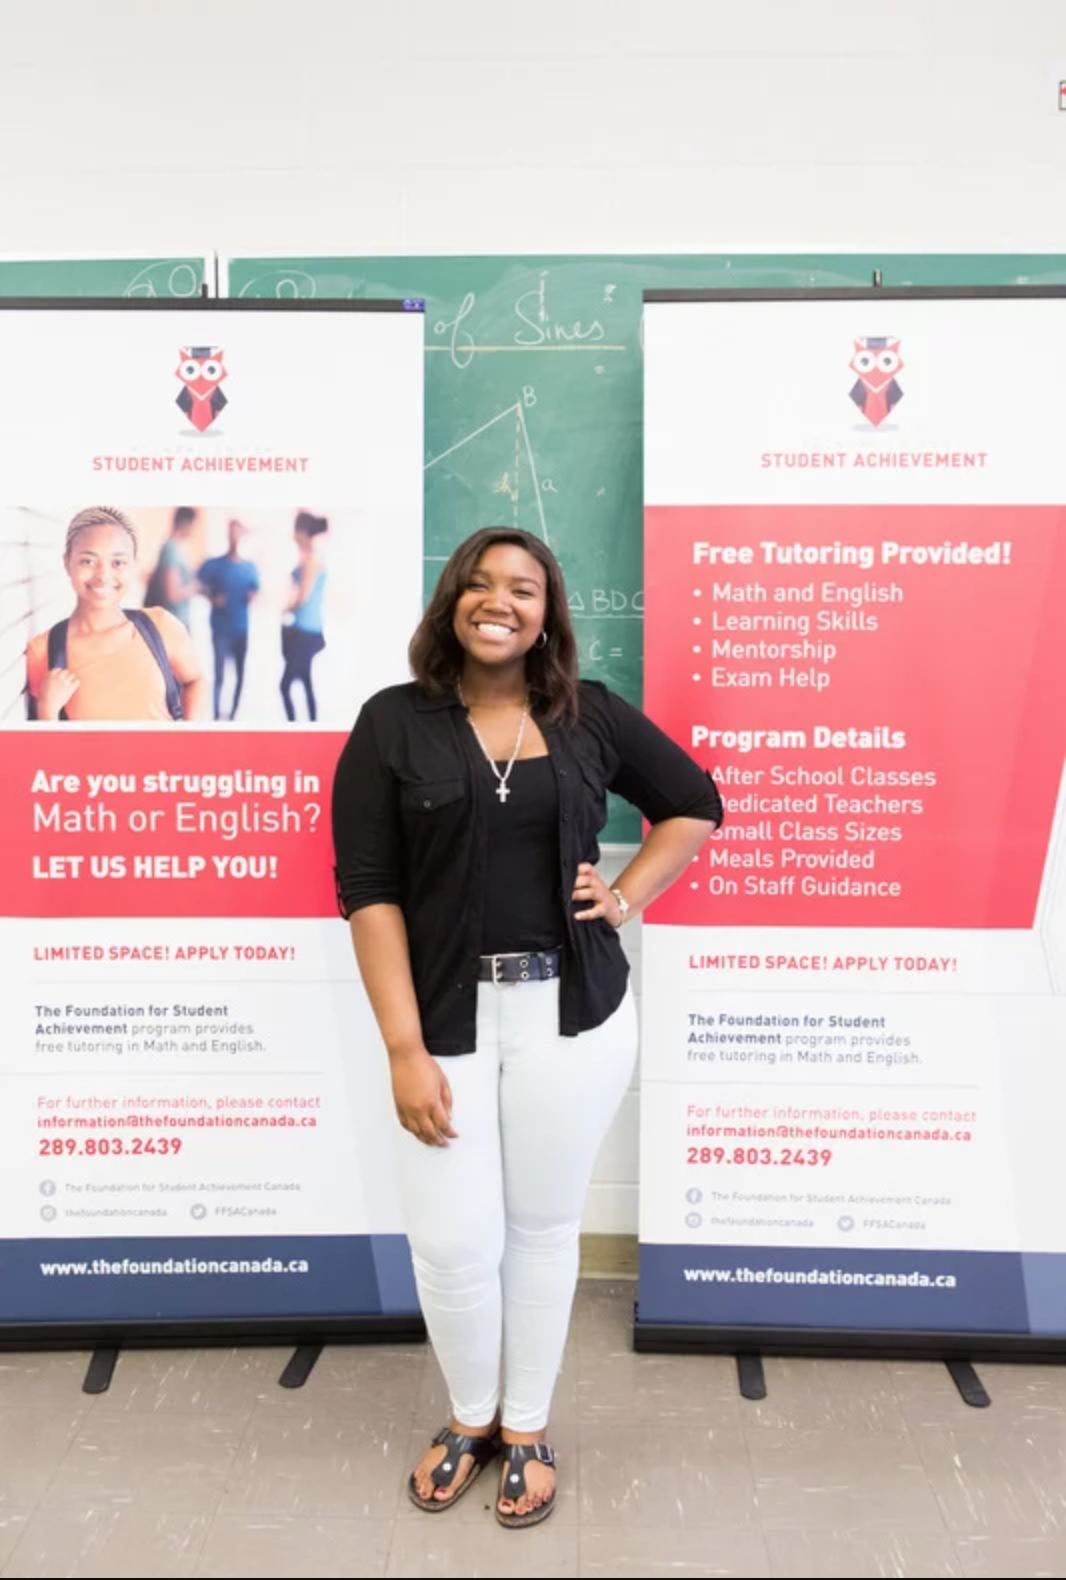 of Sines
B
h
a
△ BDC
C =
STUDENT ACHIEVEMENT
Are you struggling in
Math or English?
LET US HELP YOU!
LIMITED SPACE! APPLY TODAY!
The Foundation for Student
Achievement program provides
free tutoring in Math and English.
For further information, please contact
information@thefoundationcanada.ca
289.803.2439
The Foundation for Student Achievement Canada
thefoundationcanada FFSACanada
www.thefoundationcanada.ca
STUDENT ACHIEVEMENT
Free Tutoring Provided!
• Math and English
• Learning Skills
• Mentorship
• Exam Help
Program Details
After School Classes
Dedicated Teachers
Small Class Sizes
• Meals Provided
• On Staff Guidance
LIMITED SPACE! APPLY TODAY!
The Foundation for Student
Achievement program provides
free tutoring in Math and English.
For further information, please contact
information@thefoundationcanada.ca
289.803.2439
The Foundation for Student Achievement Canada
thefoundationcanada FFSACanada
www.thefoundationcanada.ca